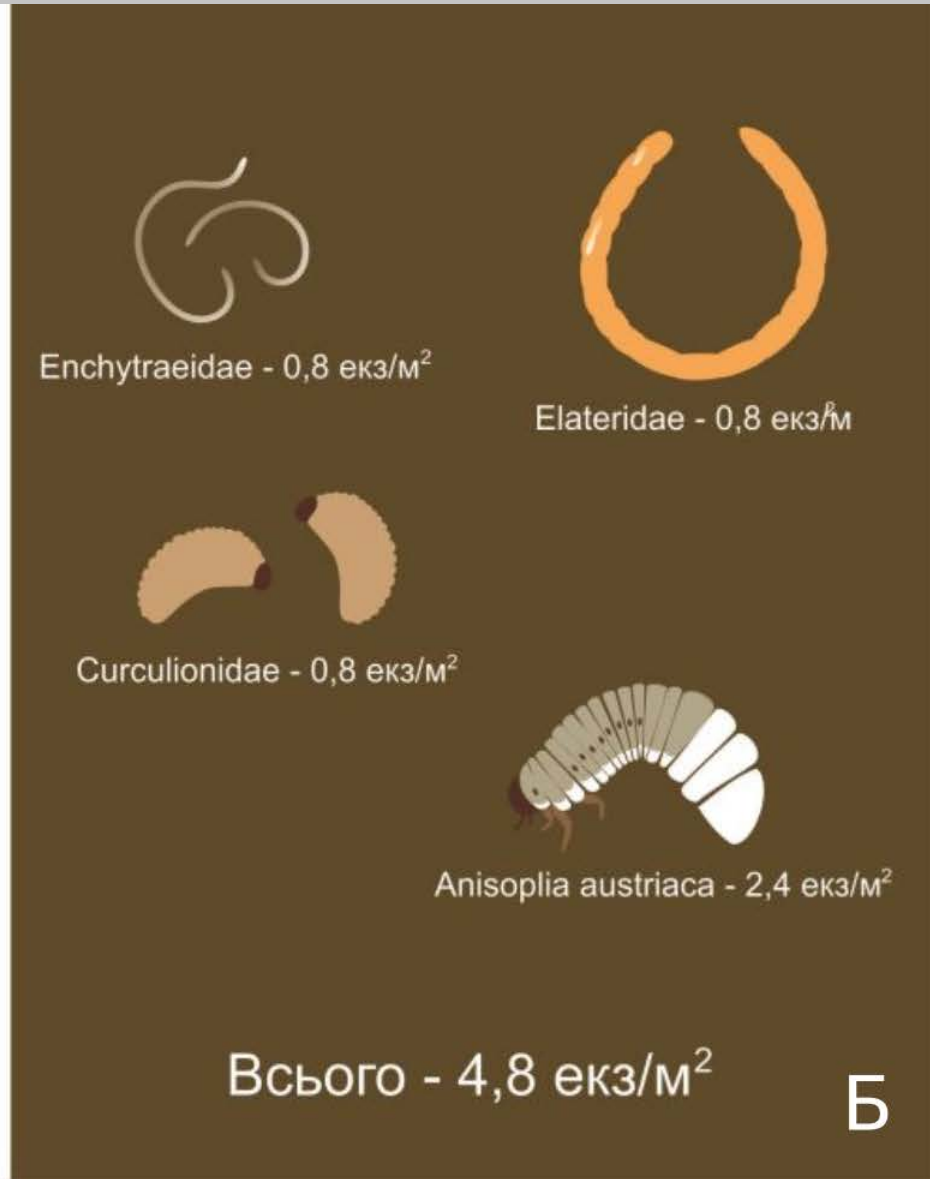 Enchytraeidae - 0,8 екз/м²
Elateridae - 0,8 екз/м²
Curculionidae - 0,8 екз/м²
Anisoplia austriaca - 2,4 екз/м²
Всього - 4,8 екз/м²
Б